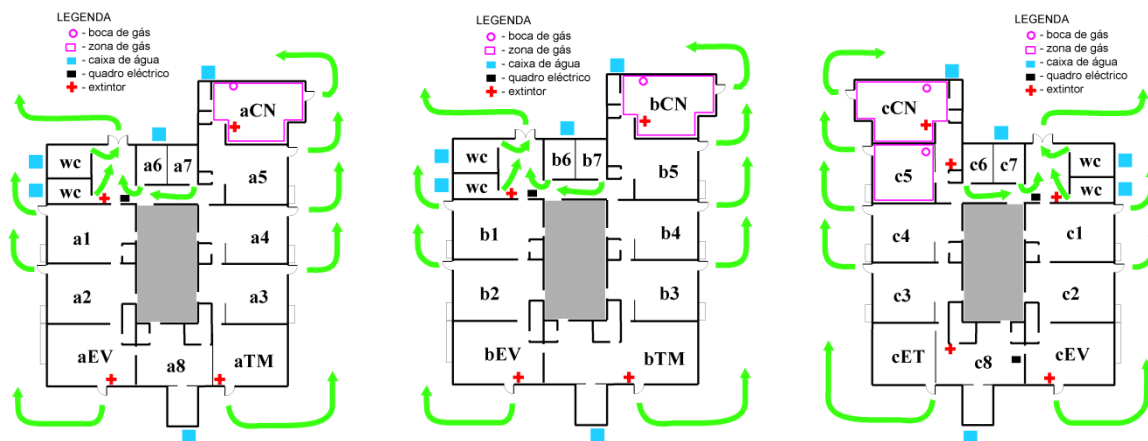 LEGENDA
- boca de gás
- zona de gás
- caixa de água
- quadro eléctrico
- extintor
aCN
wc
a6
a7
wc
a5
a1
a4
a2
a3
aEV
a8
aTM
LEGENDA
- boca de gás
- zona de gás
- caixa de água
- quadro eléctrico
- extintor
bCN
wc
b6
b7
wc
b5
b1
b4
b2
b3
bEV
bTM
LEGENDA
- boca de gás
- zona de gás
- caixa de água
- quadro eléctrico
- extintor
cCN
c5
c6
c7
wc
wc
c4
c1
c3
c2
cET
c8
cEV